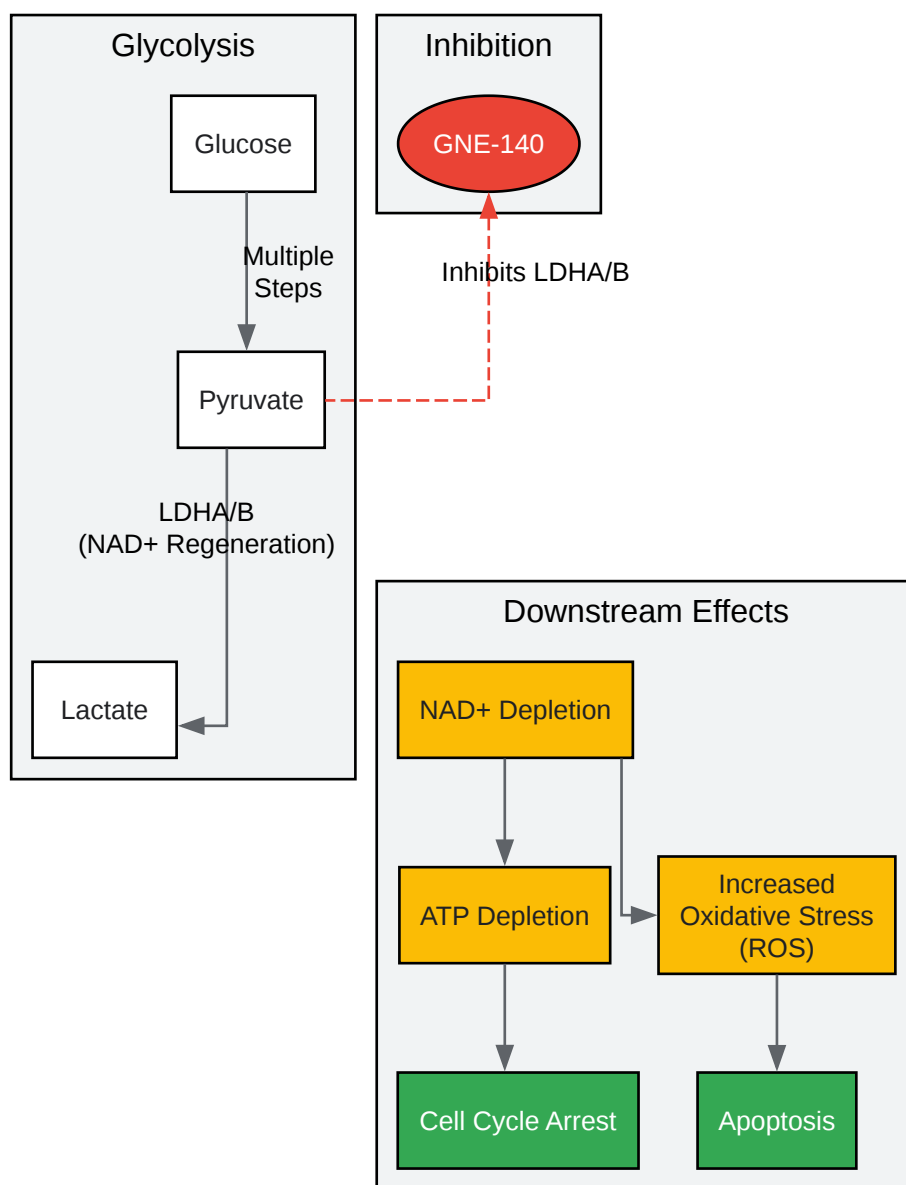 Glycolysis
Glucose
Multiple
Steps
Pyruvate
LDHA/B
(NAD+ Regeneration)
Lactate
Inhibition
GNE-140
Inhibits LDHA/B
Downstream Effects
NAD+ Depletion
ATP Depletion
Increased
Oxidative Stress
(ROS)
Cell Cycle Arrest
Apoptosis